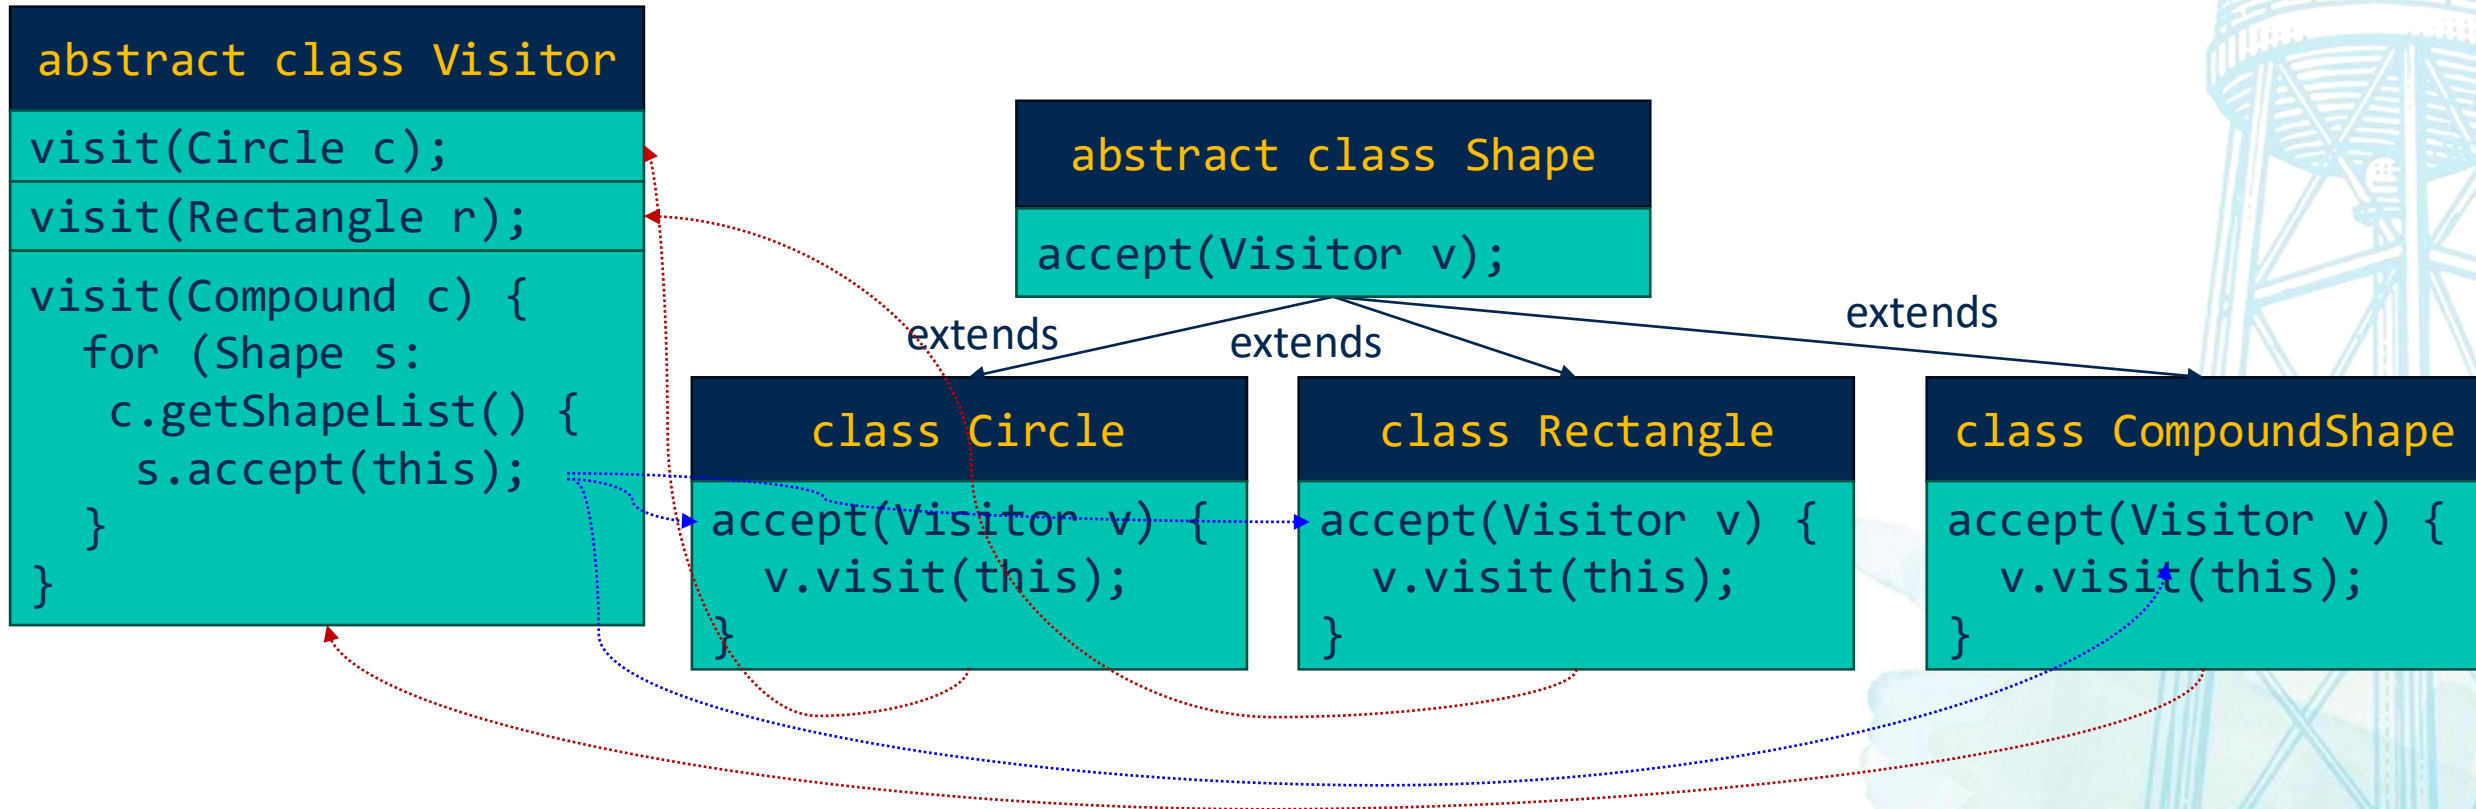 abstract class Visitor
visit(Circle c);
visit(Rectangle r);
visit(Compound c) {
for (Shape s:
c.getShapeList() {
s.accept(this);
}
}
abstract class Shape
accept(Visitor v);
extends
extends
extends
class Circle
accept(Visitor v) {
v.visit(this);
}
class Rectangle
accept(Visitor v) {
v.visit(this);
}
class CompoundShape
accept(Visitor v) {
v.visit(this);
}